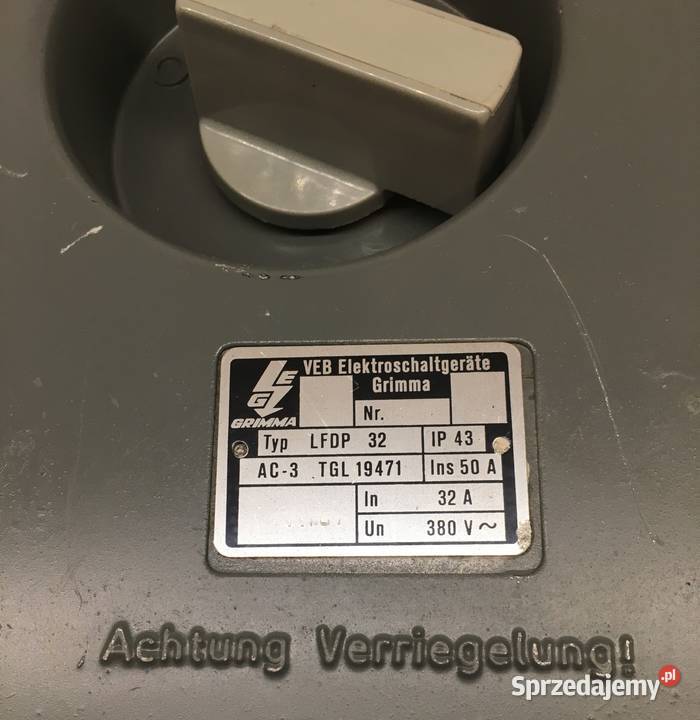 VEB Elektroschaltgeräte
Grimma
EG
GRIMMA
Nr.
Typ LFDP 32 IP 43
AC-3 TGL 19471 Ins 50 A
In 32 A
Un 380 V ~
Achtung Verriegelung!
Sprzedajemy.pl